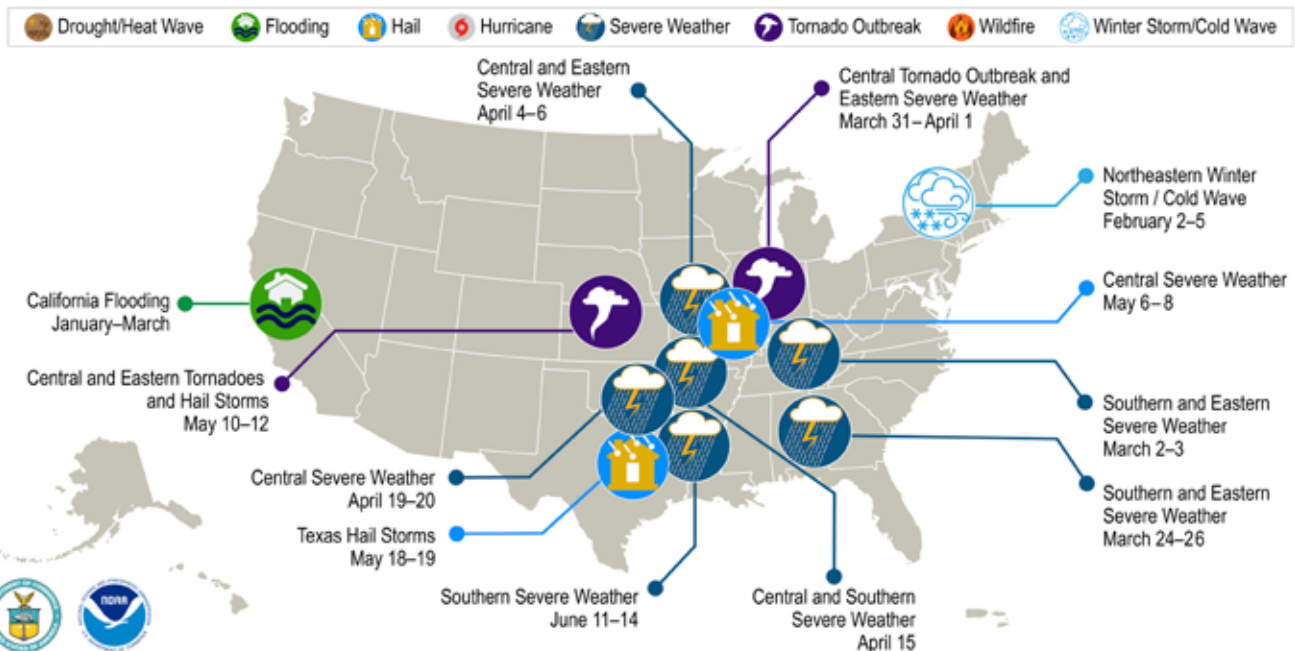 Drought/Heat Wave Flooding Hail Hurricane Severe Weather Tornado Outbreak Wildfire Winter Storm/Cold Wave
Central and Eastern
Severe Weather
April 4–6
Central Tornado Outbreak and
Eastern Severe Weather
March 31–April 1
Northeastern Winter
Storm / Cold Wave
February 2–5
California Flooding
January–March
Central Severe Weather
May 6–8
Central and Eastern Tornadoes
and Hail Storms
May 10–12
Southern and Eastern
Severe Weather
March 2–3
Central Severe Weather
April 19–20
Southern and Eastern
Severe Weather
March 24–26
Texas Hail Storms
May 18–19
Southern Severe Weather
June 11–14
Central and Southern
Severe Weather
April 15
NOAA